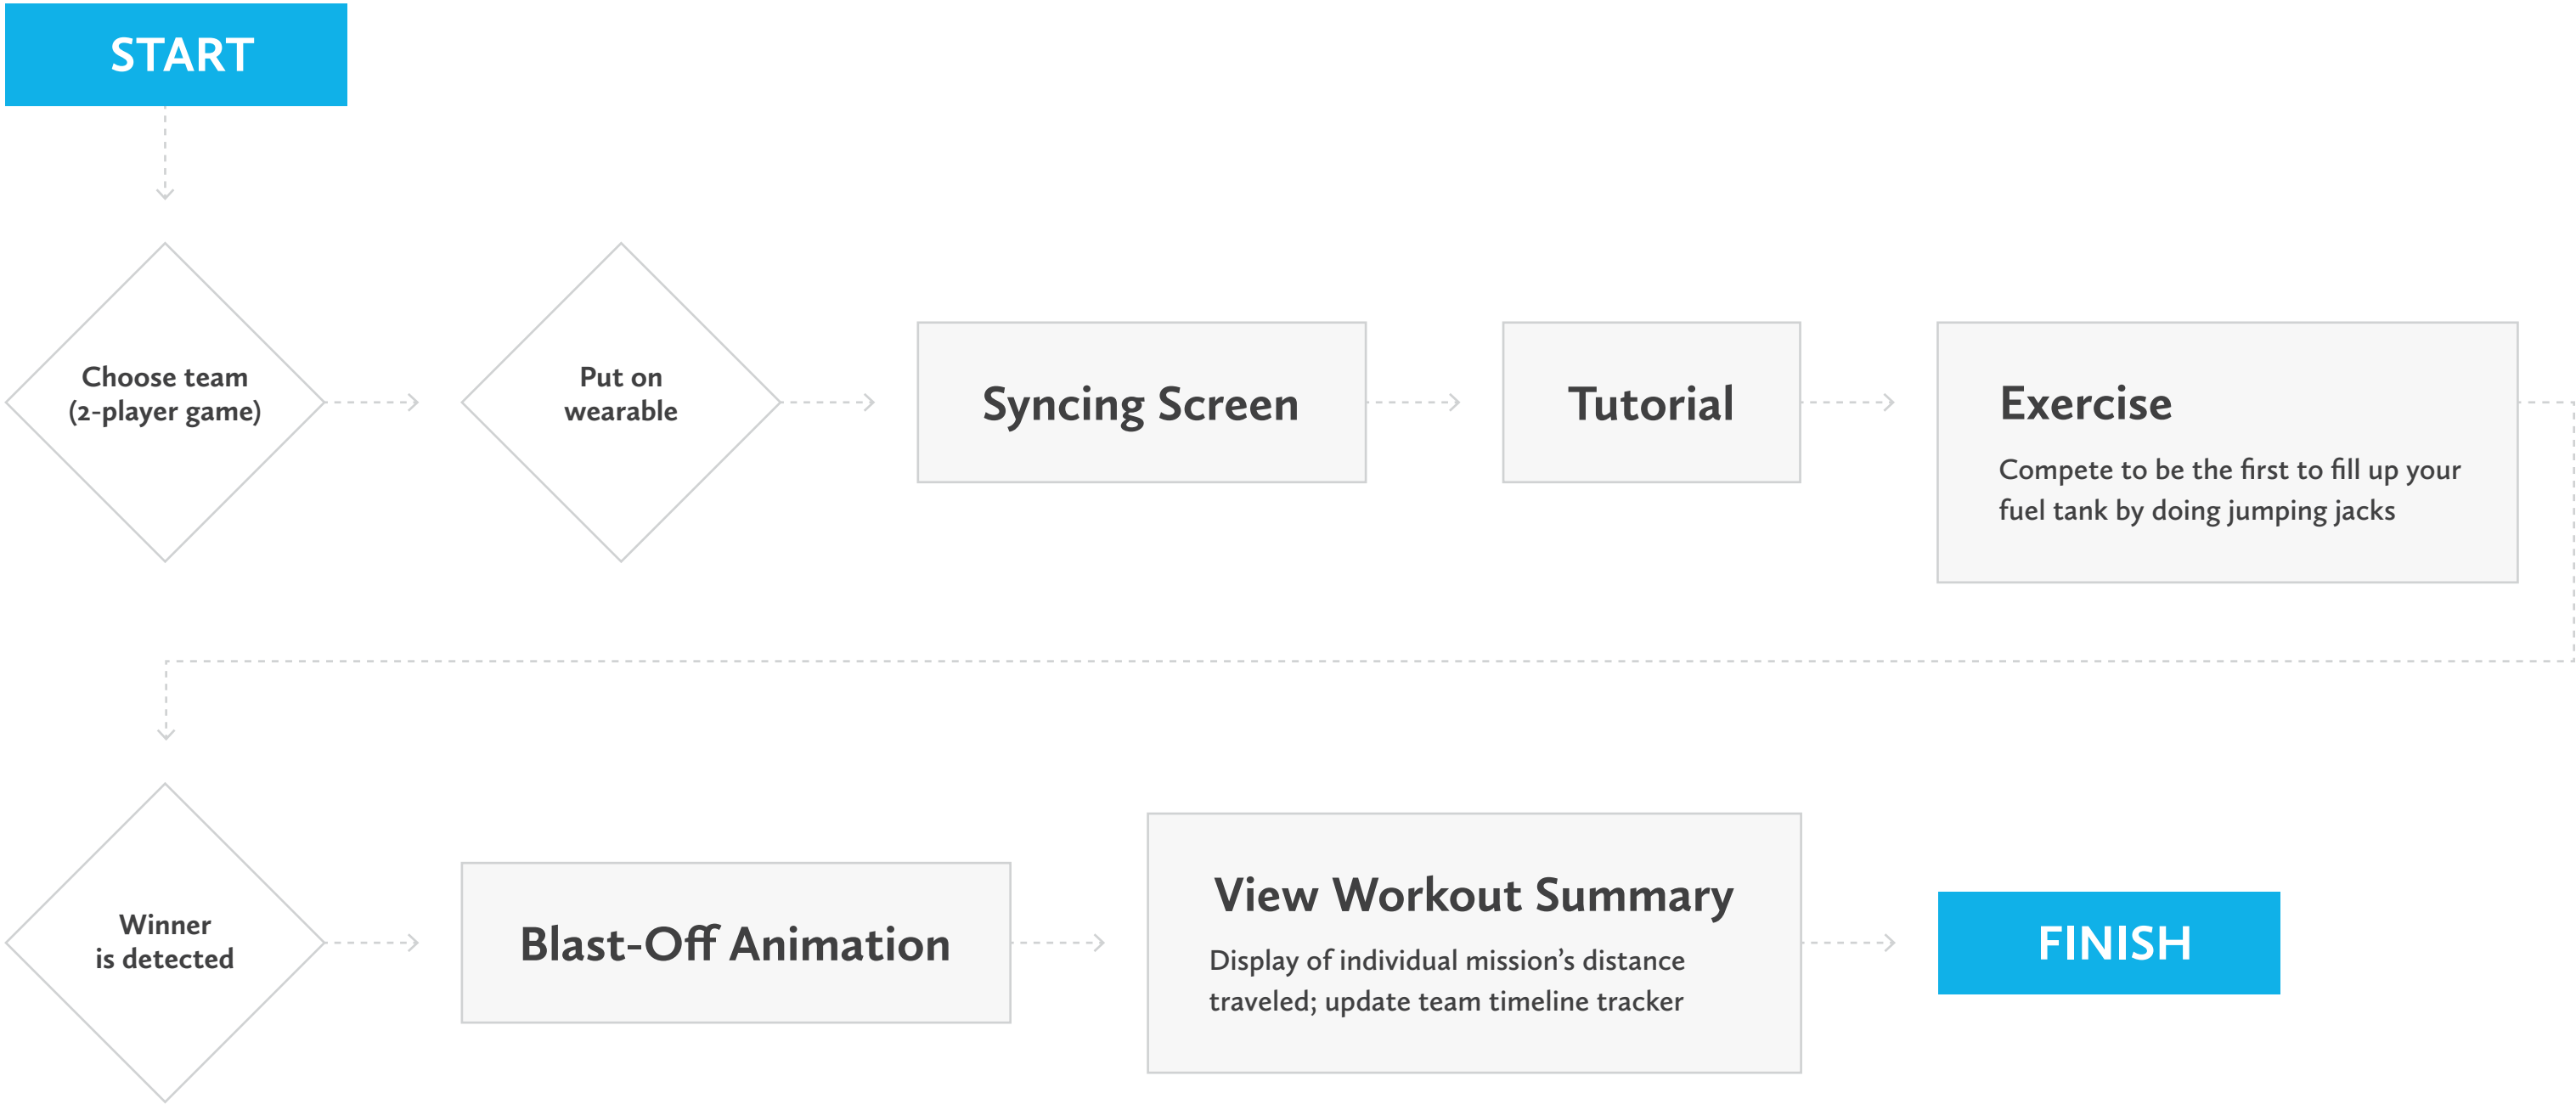 START
Choose team
(2-player game)
Put on
wearable
Syncing Screen
Tutorial
Exercise
Compete to be the first to fill up your
fuel tank by doing jumping jacks
Winner
is detected
Blast-Off Animation
View Workout Summary
Display of individual mission’s distance
traveled; update team timeline tracker
FINISH